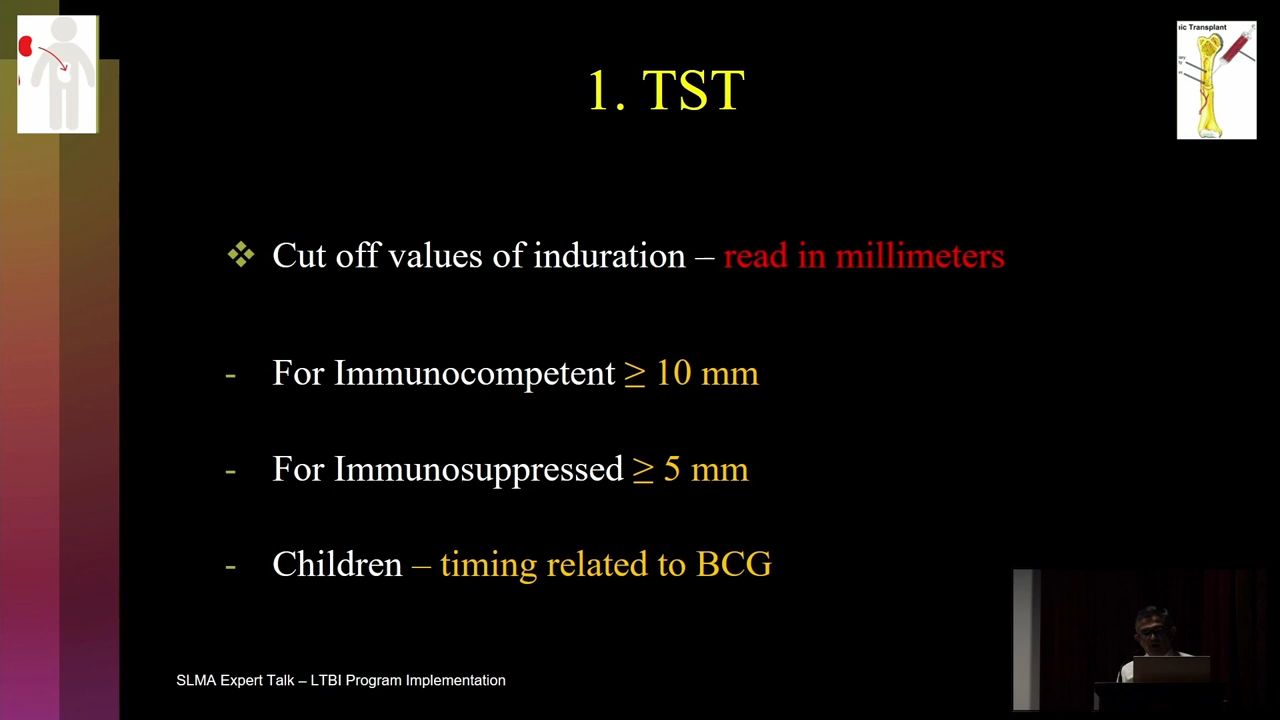 ic Transplant
1. TST
❖ Cut off values of induration – read in millimeters
- For Immunocompetent ≥ 10 mm
- For Immunosuppressed ≥ 5 mm
- Children – timing related to BCG
SLMA Expert Talk – LTBI Program Implementation